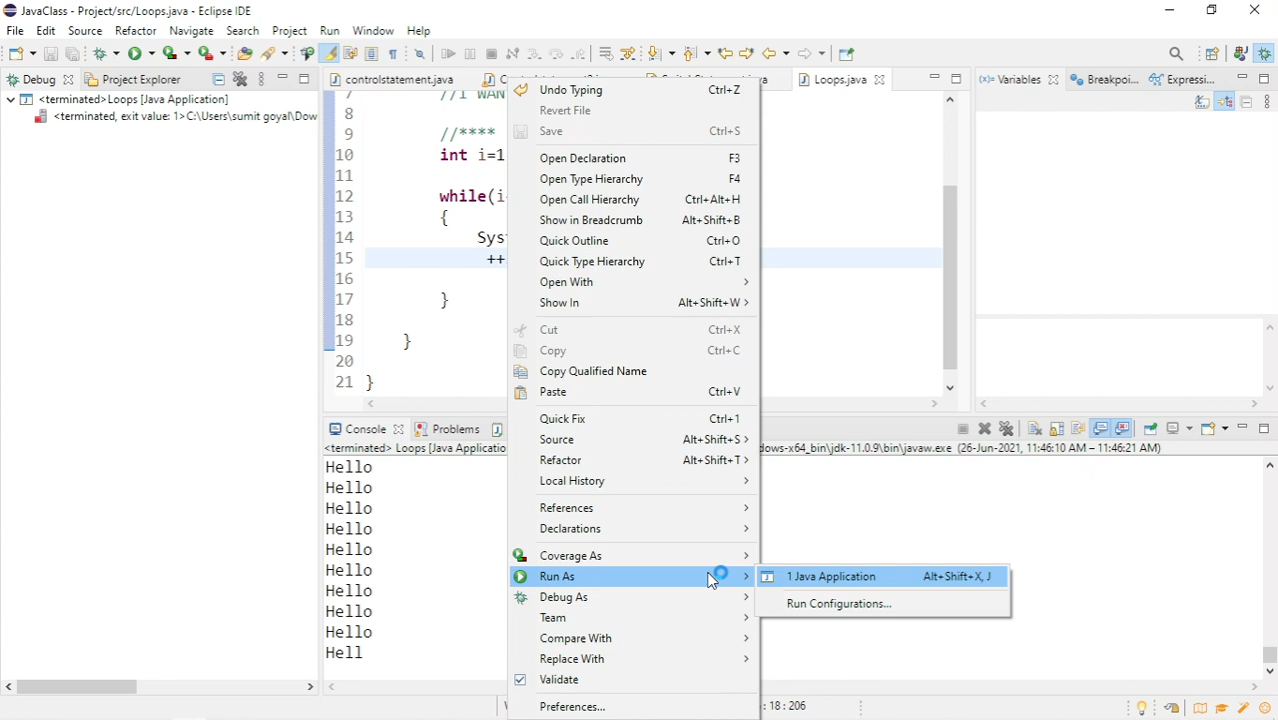 JavaClass - Project/src/Loops.java - Eclipse IDE
File Edit Source Refactor Navigate Search Project Run Window Help
Debug Project Explorer
<terminated>Loops [Java Application]
<terminated, exit value: 1>C:\Users\sumit goyal\Dow
controlstatement.java Loops.java
7 //I WAN
8
9 //****
10 int i=1
11
12 while(i
13 {
14 Sys
15 ++
16
17 }
18
19 }
20
21 }
Undo Typing Ctrl+Z
Revert File
Save Ctrl+S
Open Declaration F3
Open Type Hierarchy F4
Open Call Hierarchy Ctrl+Alt+H
Show in Breadcrumb Alt+Shift+B
Quick Outline Ctrl+O
Quick Type Hierarchy Ctrl+T
Open With
Show In Alt+Shift+W
Cut Ctrl+X
Copy Ctrl+C
Copy Qualified Name
Paste Ctrl+V
Quick Fix Ctrl+1
Source Alt+Shift+S
Refactor Alt+Shift+T
Local History
References
Declarations
Coverage As
Run As
Debug As
Team
Compare With
Replace With
Validate
Preferences...
1 Java Application Alt+Shift+X, J
Run Configurations...
(x)= Variables Breakpoi... Expressi...
Console Problems
<terminated> Loops [Java Applicatio
dows-x64_bin\jdk-11.0.9\bin\javaw.exe (26-Jun-2021, 11:46:10 AM – 11:46:21 AM)
Hello
Hello
Hello
Hello
Hello
Hello
Hello
Hello
Hello
Hell
: 18 : 206